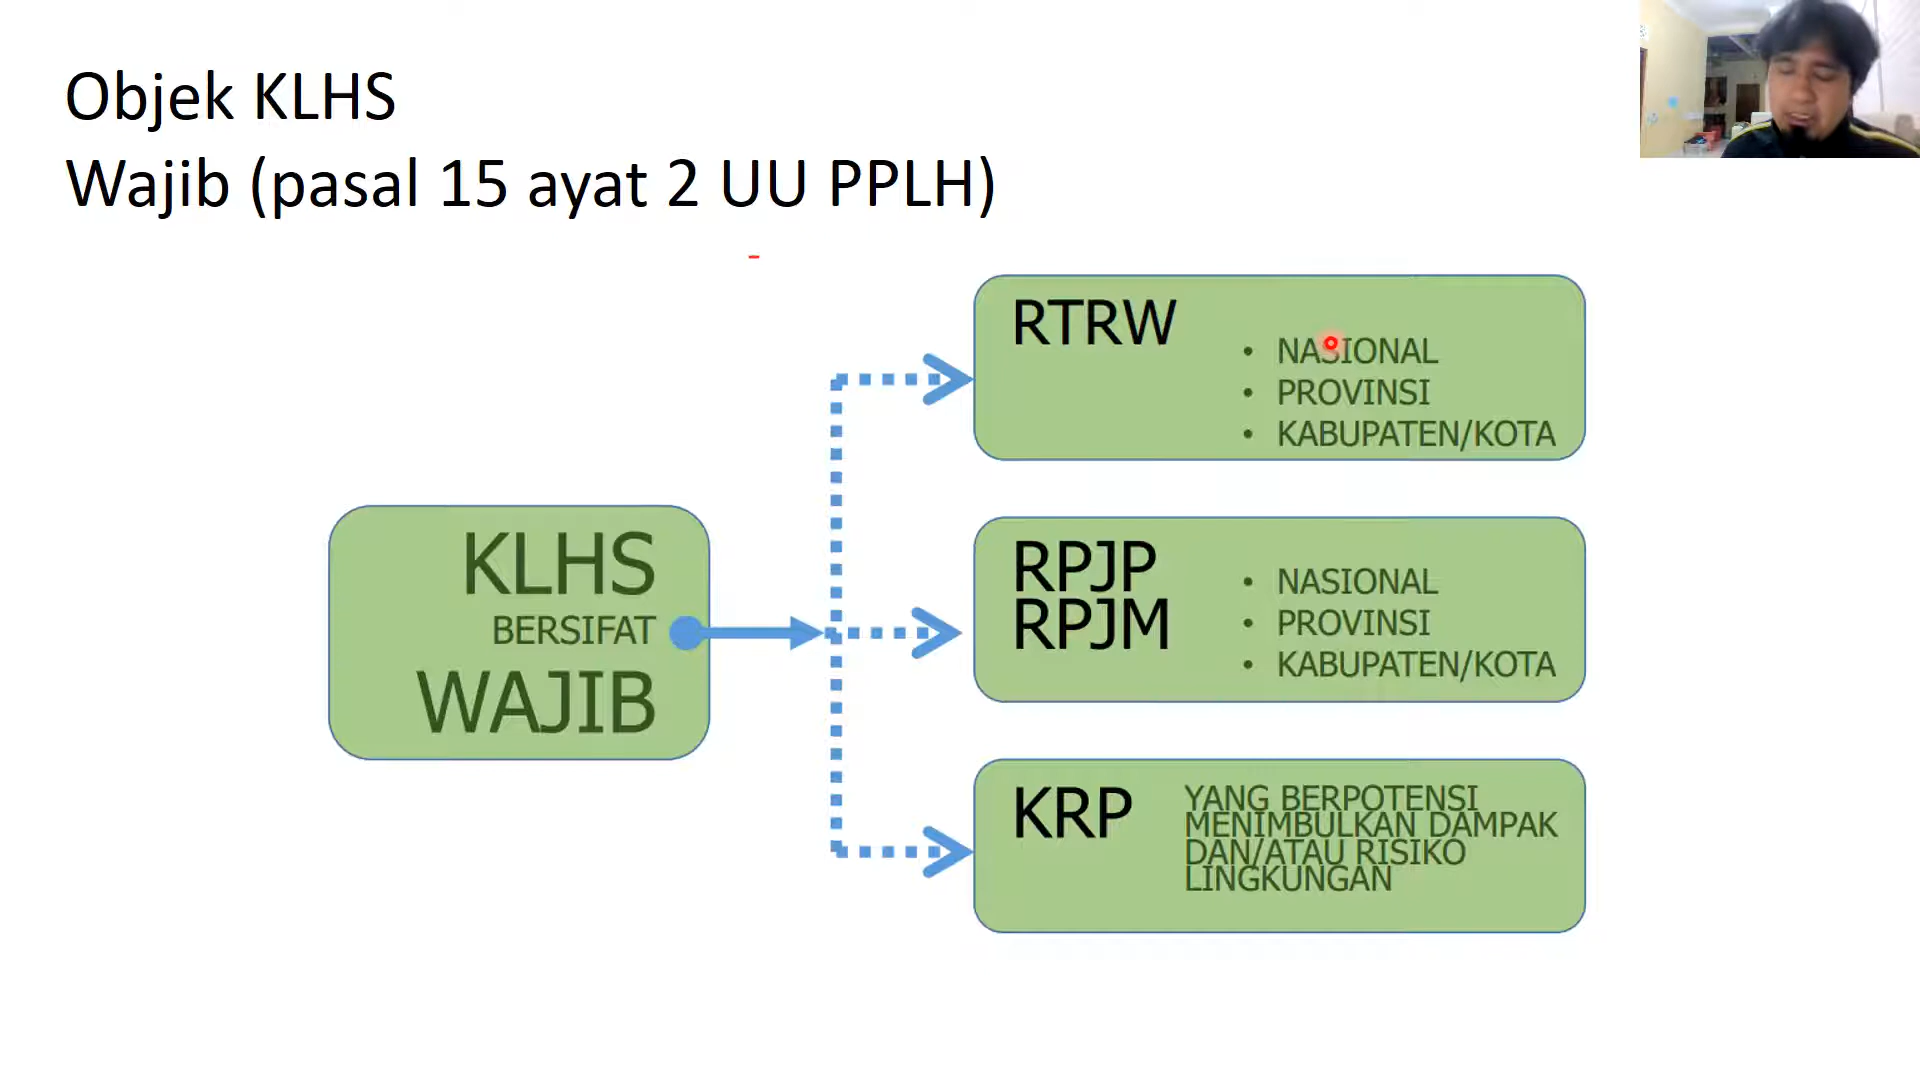 Objek KLHS
Wajib (pasal 15 ayat 2 UU PPLH)
KLHS
BERSIFAT
WAJIB
RTRW
• NASIONAL
• PROVINSI
• KABUPATEN/KOTA
RPJP
RPJM
• NASIONAL
• PROVINSI
• KABUPATEN/KOTA
KRP
YANG BERPOTENSI
MENIMBULKAN DAMPAK
DAN/ATAU RISIKO
LINGKUNGAN